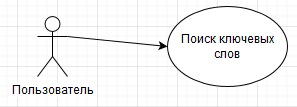 Поиск ключевых
слов
Пользователь